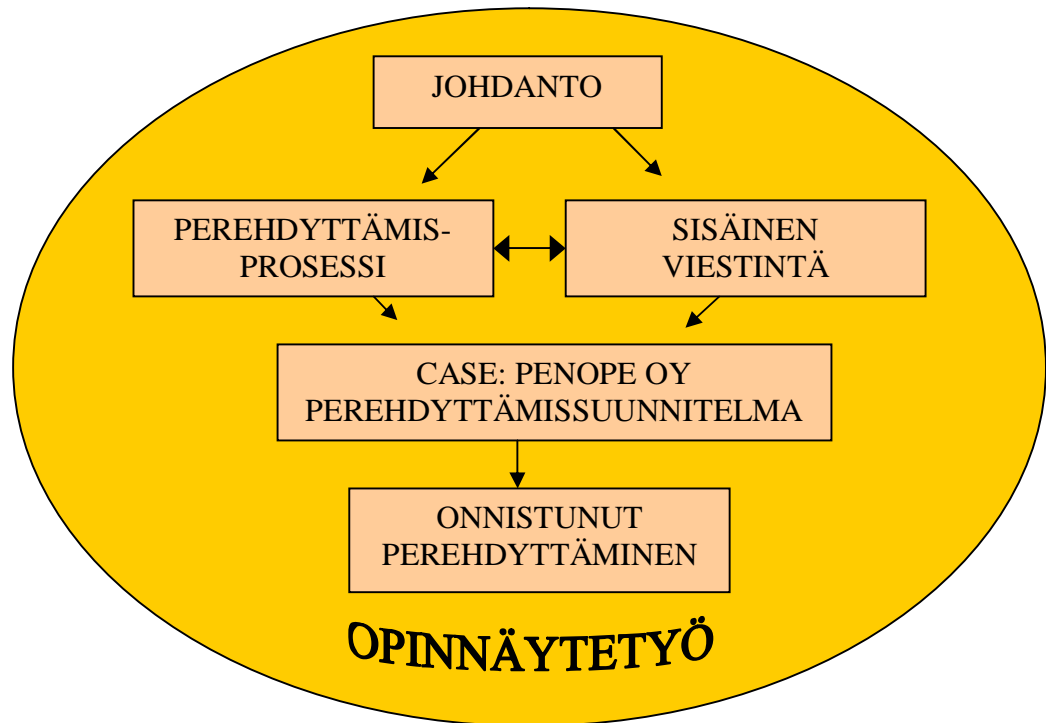 JOHDANTO
PEREHDYTTÄMIS-
PROSESSI
SISÄINEN
VIESTINTÄ
CASE: PENOPE OY
PEREHDYTTÄMISSUUNNITELMA
ONNISTUNUT
PEREHDYTTÄMINEN
OPINNÄYTETYÖ